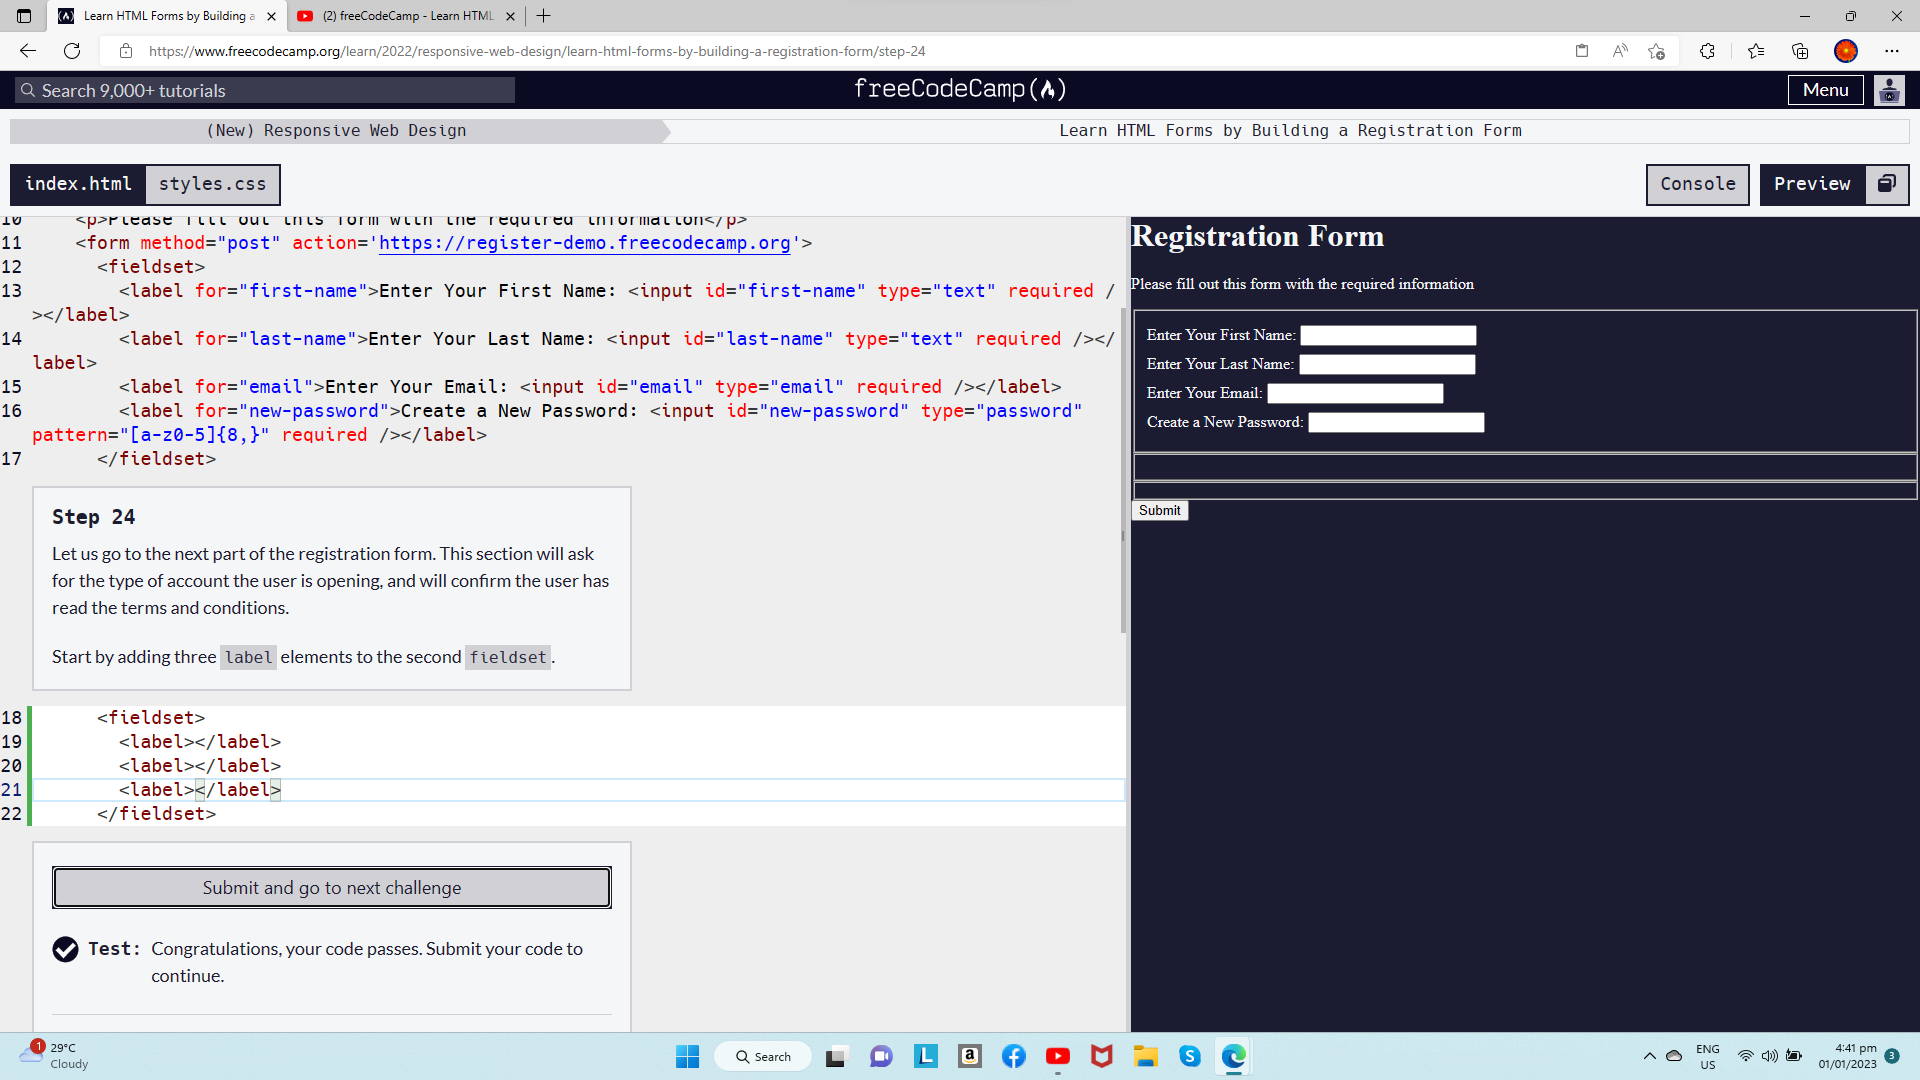 Learn HTML Forms by Building a
(2) freeCodeCamp - Learn HTML
https://www.freecodecamp.org/learn/2022/responsive-web-design/learn-html-forms-by-building-a-registration-form/step-24
Search 9,000+ tutorials
freeCodeCamp
Menu
(New) Responsive Web Design
Learn HTML Forms by Building a Registration Form
index.html
styles.css
Console
Preview
10 <p>Please fill out this form with the required information</p>
11 <form method="post" action='https://register-demo.freecodecamp.org'>
12 <fieldset>
13 <label for="first-name">Enter Your First Name: <input id="first-name" type="text" required /
></label>
14 <label for="last-name">Enter Your Last Name: <input id="last-name" type="text" required /></
label>
15 <label for="email">Enter Your Email: <input id="email" type="email" required /></label>
16 <label for="new-password">Create a New Password: <input id="new-password" type="password"
pattern="[a-z0-5]{8,}" required /></label>
17 </fieldset>
Step 24
Let us go to the next part of the registration form. This section will ask
for the type of account the user is opening, and will confirm the user has
read the terms and conditions.
Start by adding three label elements to the second fieldset.
18 <fieldset>
19 <label></label>
20 <label></label>
21 <label></label>
22 </fieldset>
Submit and go to next challenge
Test: Congratulations, your code passes. Submit your code to
continue.
Registration Form
Please fill out this form with the required information
Enter Your First Name:
Enter Your Last Name:
Enter Your Email:
Create a New Password:
Submit
1
29°C
Cloudy
Search
L
a
S
ENG
US
4:41 pm
01/01/2023
3